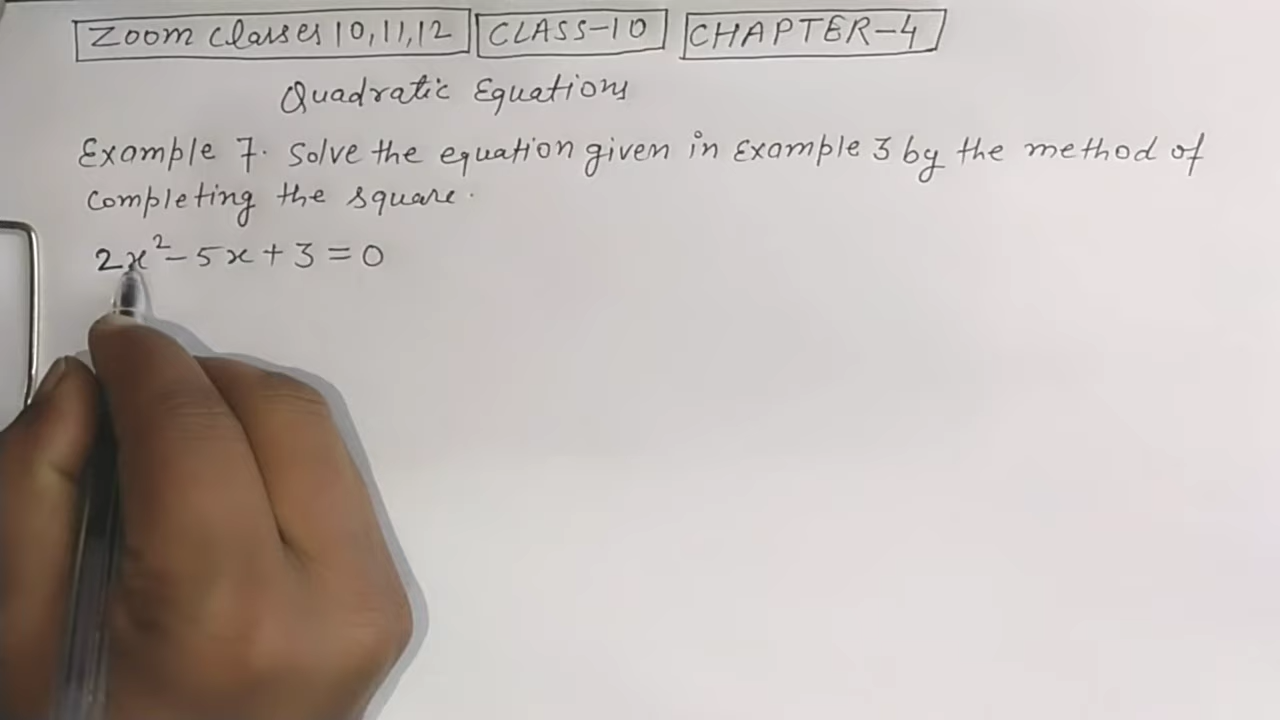 Zoom classes 10,11,12 CLASS-10 CHAPTER-4
Quadratic Equations
Example 7. Solve the equation given in Example 3 by the method of
completing the square.
2x² - 5x + 3 = 0